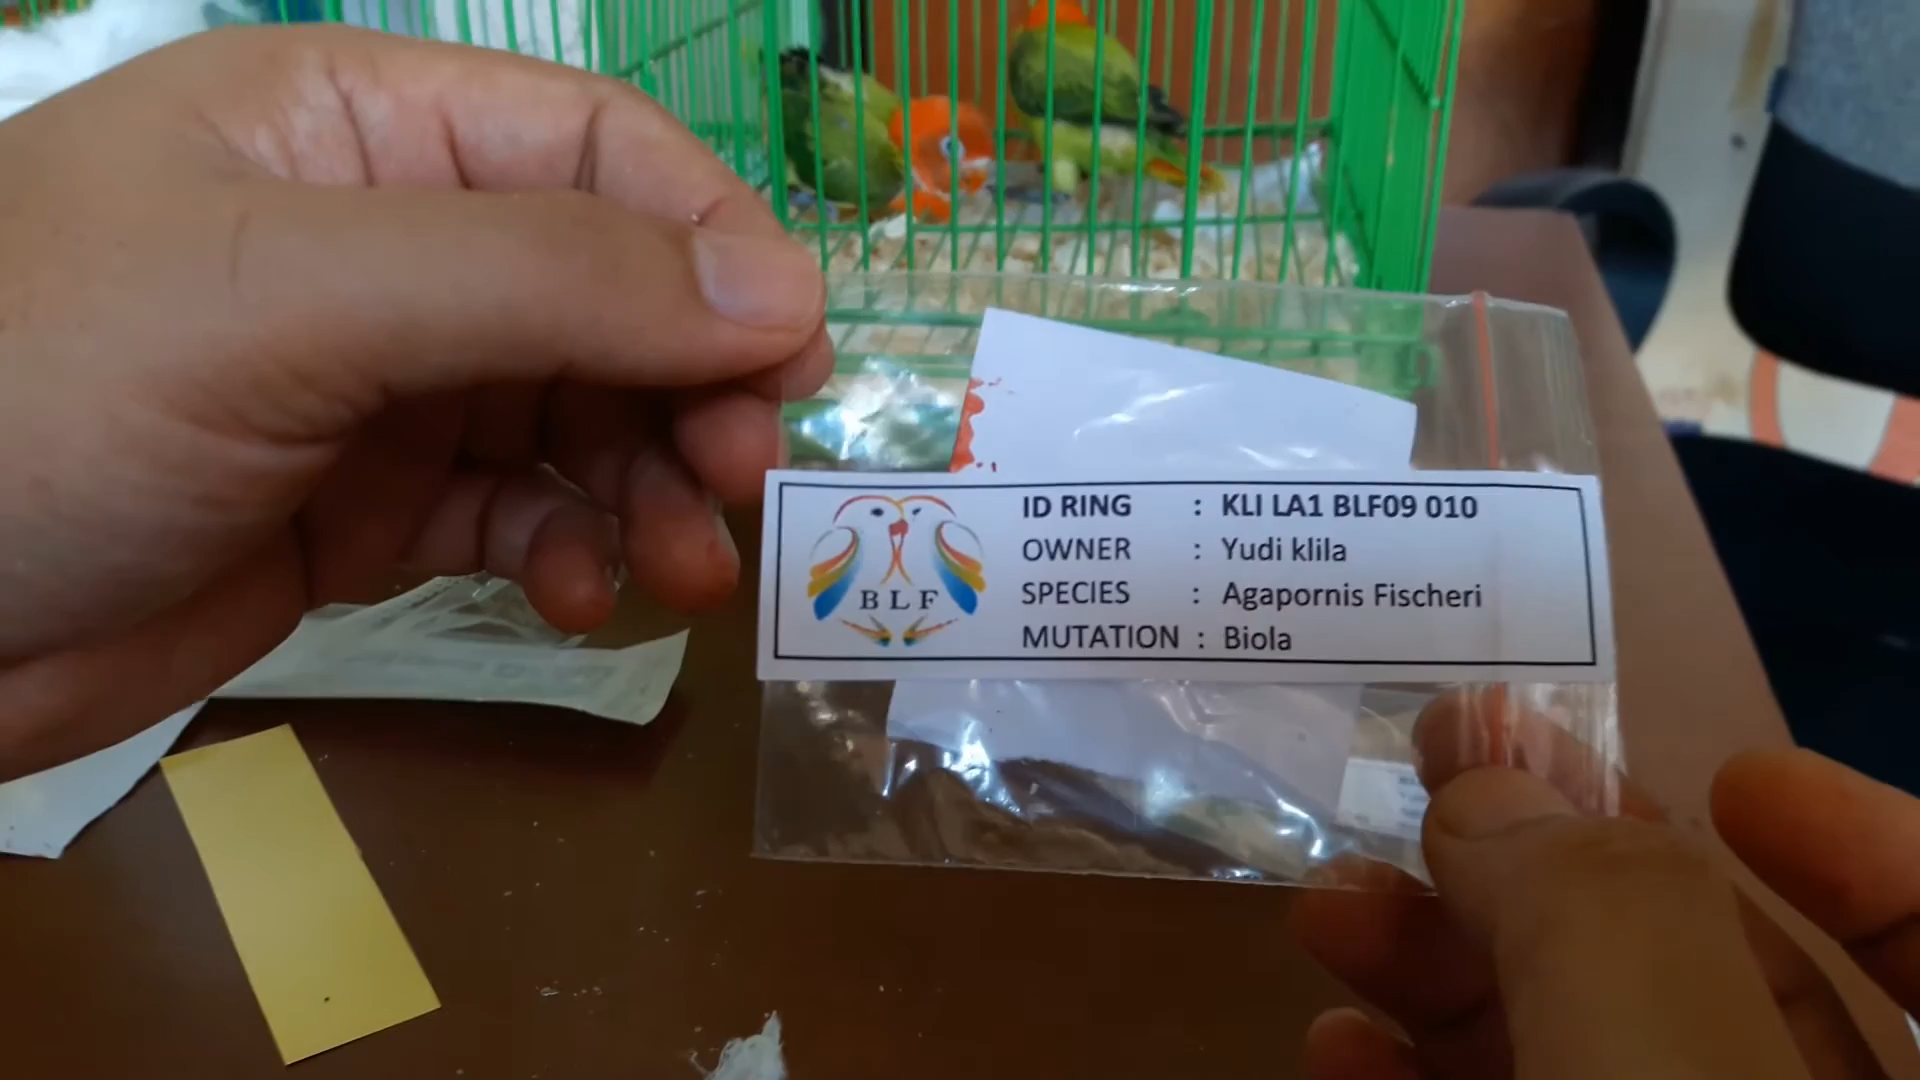 ID RING : KLI LA1 BLF09 010
OWNER : Yudi klila
SPECIES : Agapornis Fischeri
MUTATION : Biola
BLF